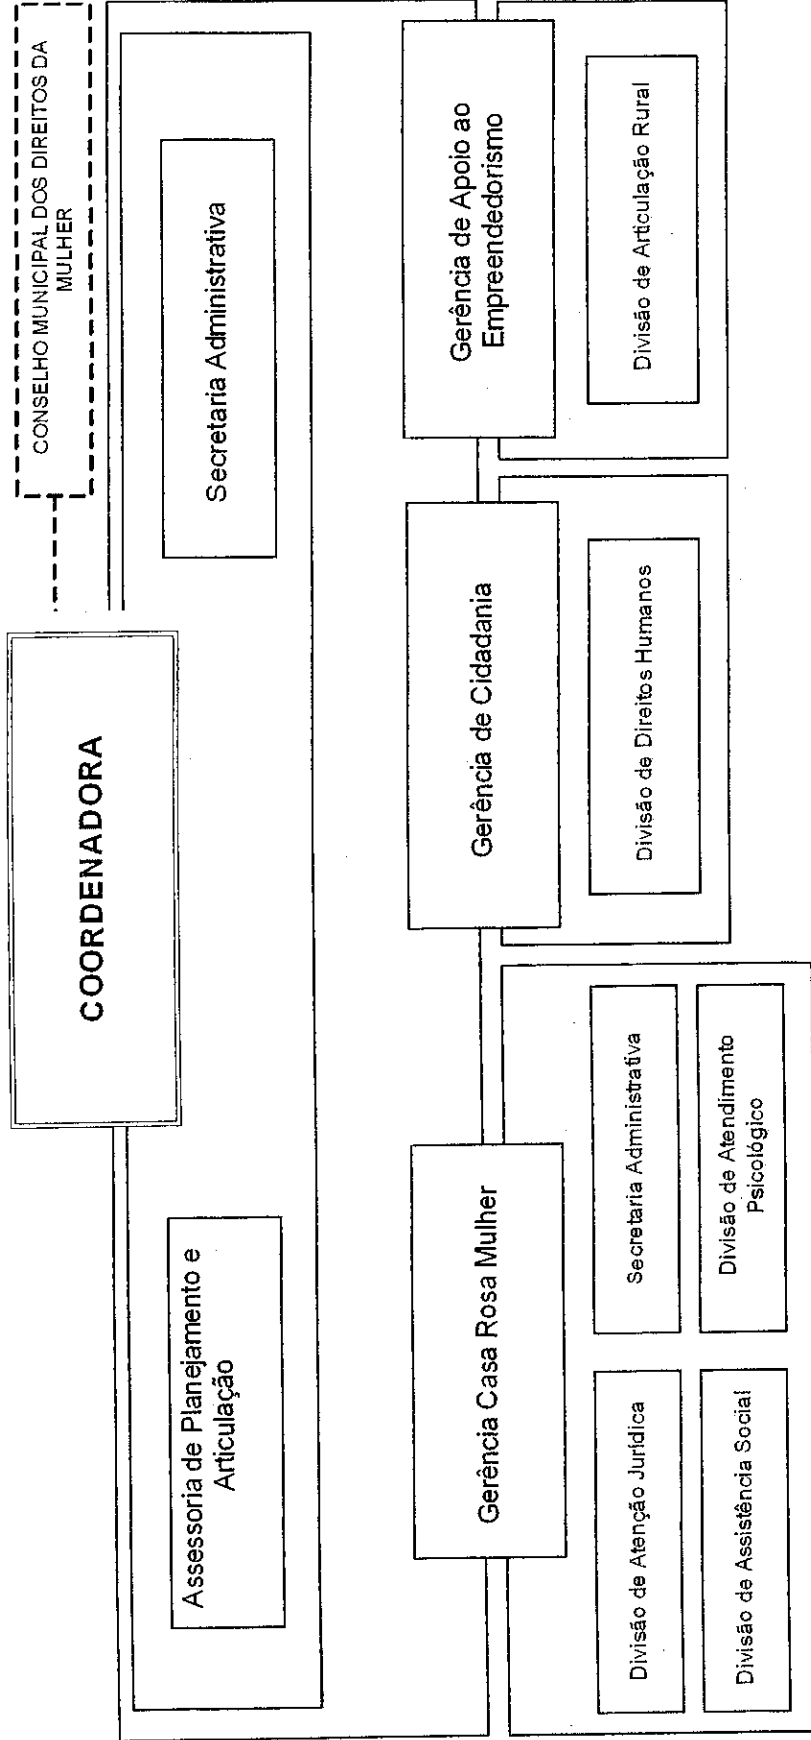 CONSELHO MUNICIPAL DOS DIREITOS DA
MULHER
COORDENADORA
Assessoria de Planejamento e
Articulação
Secretaria Administrativa
Gerência Casa Rosa Mulher
Gerência de Cidadania
Gerência de Apoio ao
Empreendedorismo
Divisão de Atenção Jurídica
Secretaria Administrativa
Divisão de Assistência Social
Divisão de Atendimento
Psicológico
Divisão de Direitos Humanos
Divisão de Articulação Rural